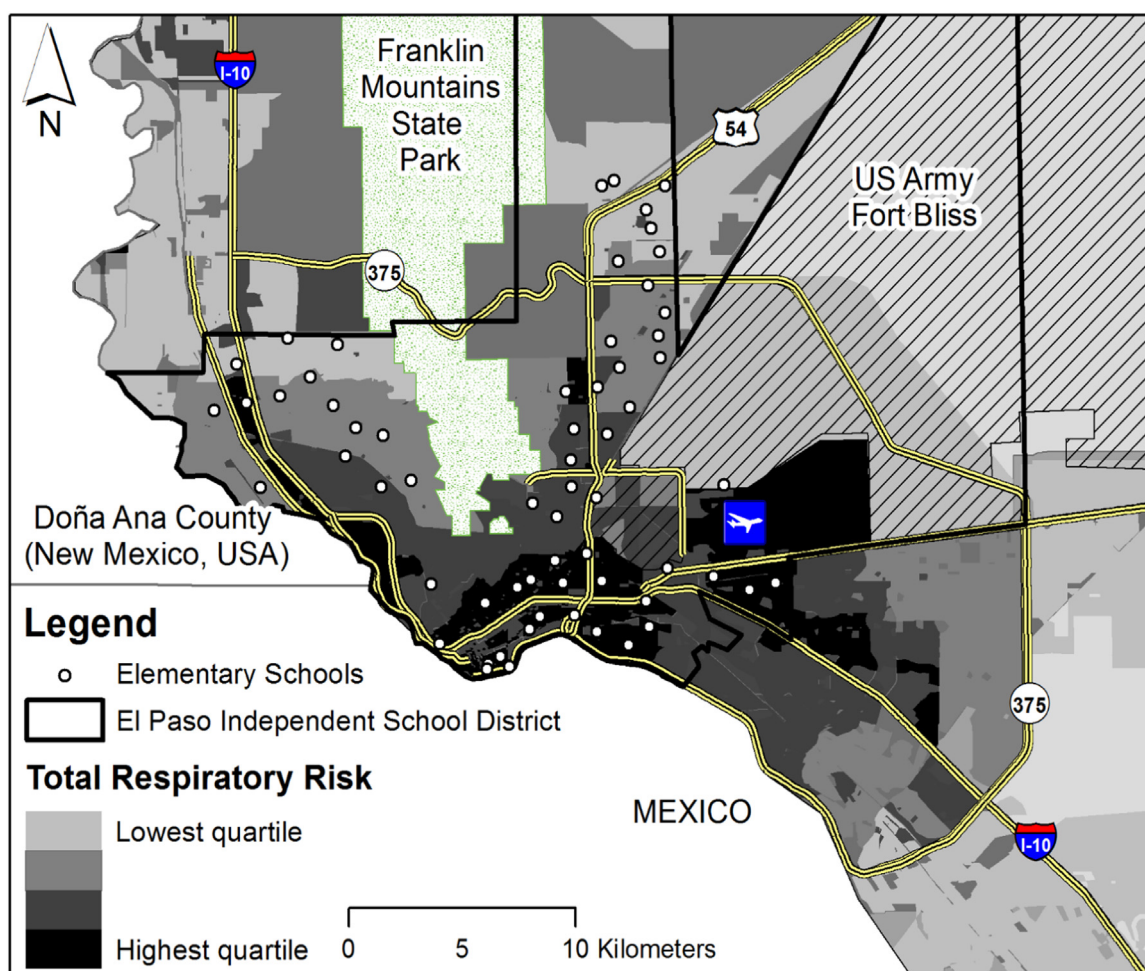 I-10
Franklin
Mountains
State
Park
54
US Army
Fort Bliss
N
375
Doña Ana County
(New Mexico, USA)
Legend
Elementary Schools
El Paso Independent School District
375
Total Respiratory Risk
Lowest quartile
MEXICO
I-10
Highest quartile
0 5 10 Kilometers